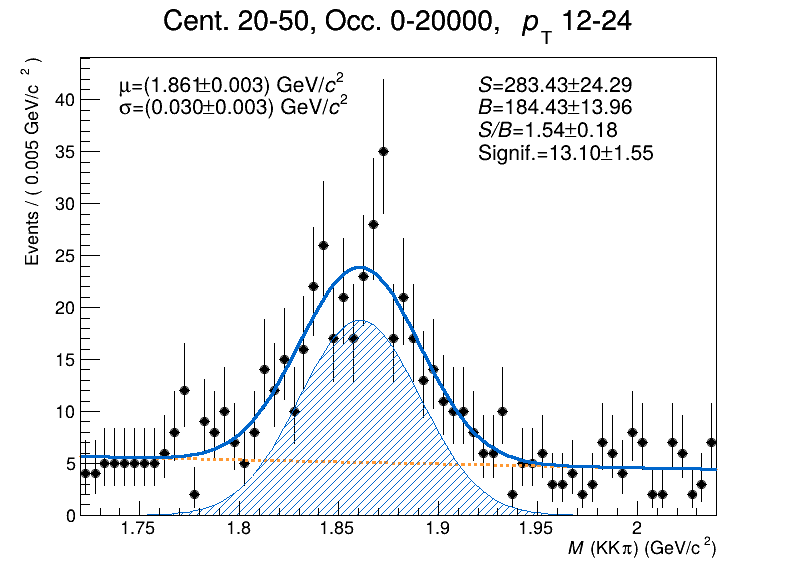 Cent. 20-50, Occ. 0-20000, p_T 12-24
μ=(1.861±0.003) GeV/c²
σ=(0.030±0.003) GeV/c²
S=283.43±24.29
B=184.43±13.96
S/B=1.54±0.18
Signif.=13.10±1.55
Events / ( 0.005 GeV/c ² )
40
35
30
25
20
15
10
5
0
1.75 1.8 1.85 1.9 1.95 2
M (KKπ) (GeV/c²)